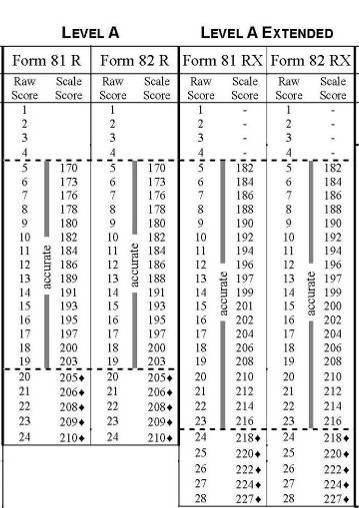 LEVEL A LEVEL A EXTENDED
Form 81 R Form 82 R Form 81 RX Form 82 RX
Raw Scale Raw Scale Raw Scale Raw Scale
Score Score Score Score Score Score Score Score
1 1 1 - 1 -
2 2 2 - 2 -
3 3 3 - 3 -
4 4 4 - 4 -
5 170 5 170 5 182 5 182
6 173 6 173 6 184 6 184
7 176 7 176 7 186 7 186
8 178 8 178 8 188 8 188
9 180 9 180 9 190 9 190
10 182 10 182 10 192 10 192
11 184 11 184 11 194 11 194
12 186 12 186 12 196 12 196
13 189 13 188 13 197 13 197
14 191 14 191 14 199 14 199
15 193 15 193 15 201 15 200
16 195 16 195 16 202 16 202
17 197 17 197 17 204 17 204
18 200 18 200 18 206 18 206
19 203 19 203 19 208 19 208
20 205♦ 20 205♦ 20 210 20 210
21 206♦ 21 206♦ 21 212 21 212
22 208♦ 22 208♦ 22 214 22 214
23 209♦ 23 209♦ 23 216 23 216
24 210♦ 24 210♦ 24 218♦ 24 218♦
25 220♦ 25 220♦
26 222♦ 26 222♦
27 224♦ 27 224♦
28 227♦ 28 227♦
accurate
accurate
accurate
accurate